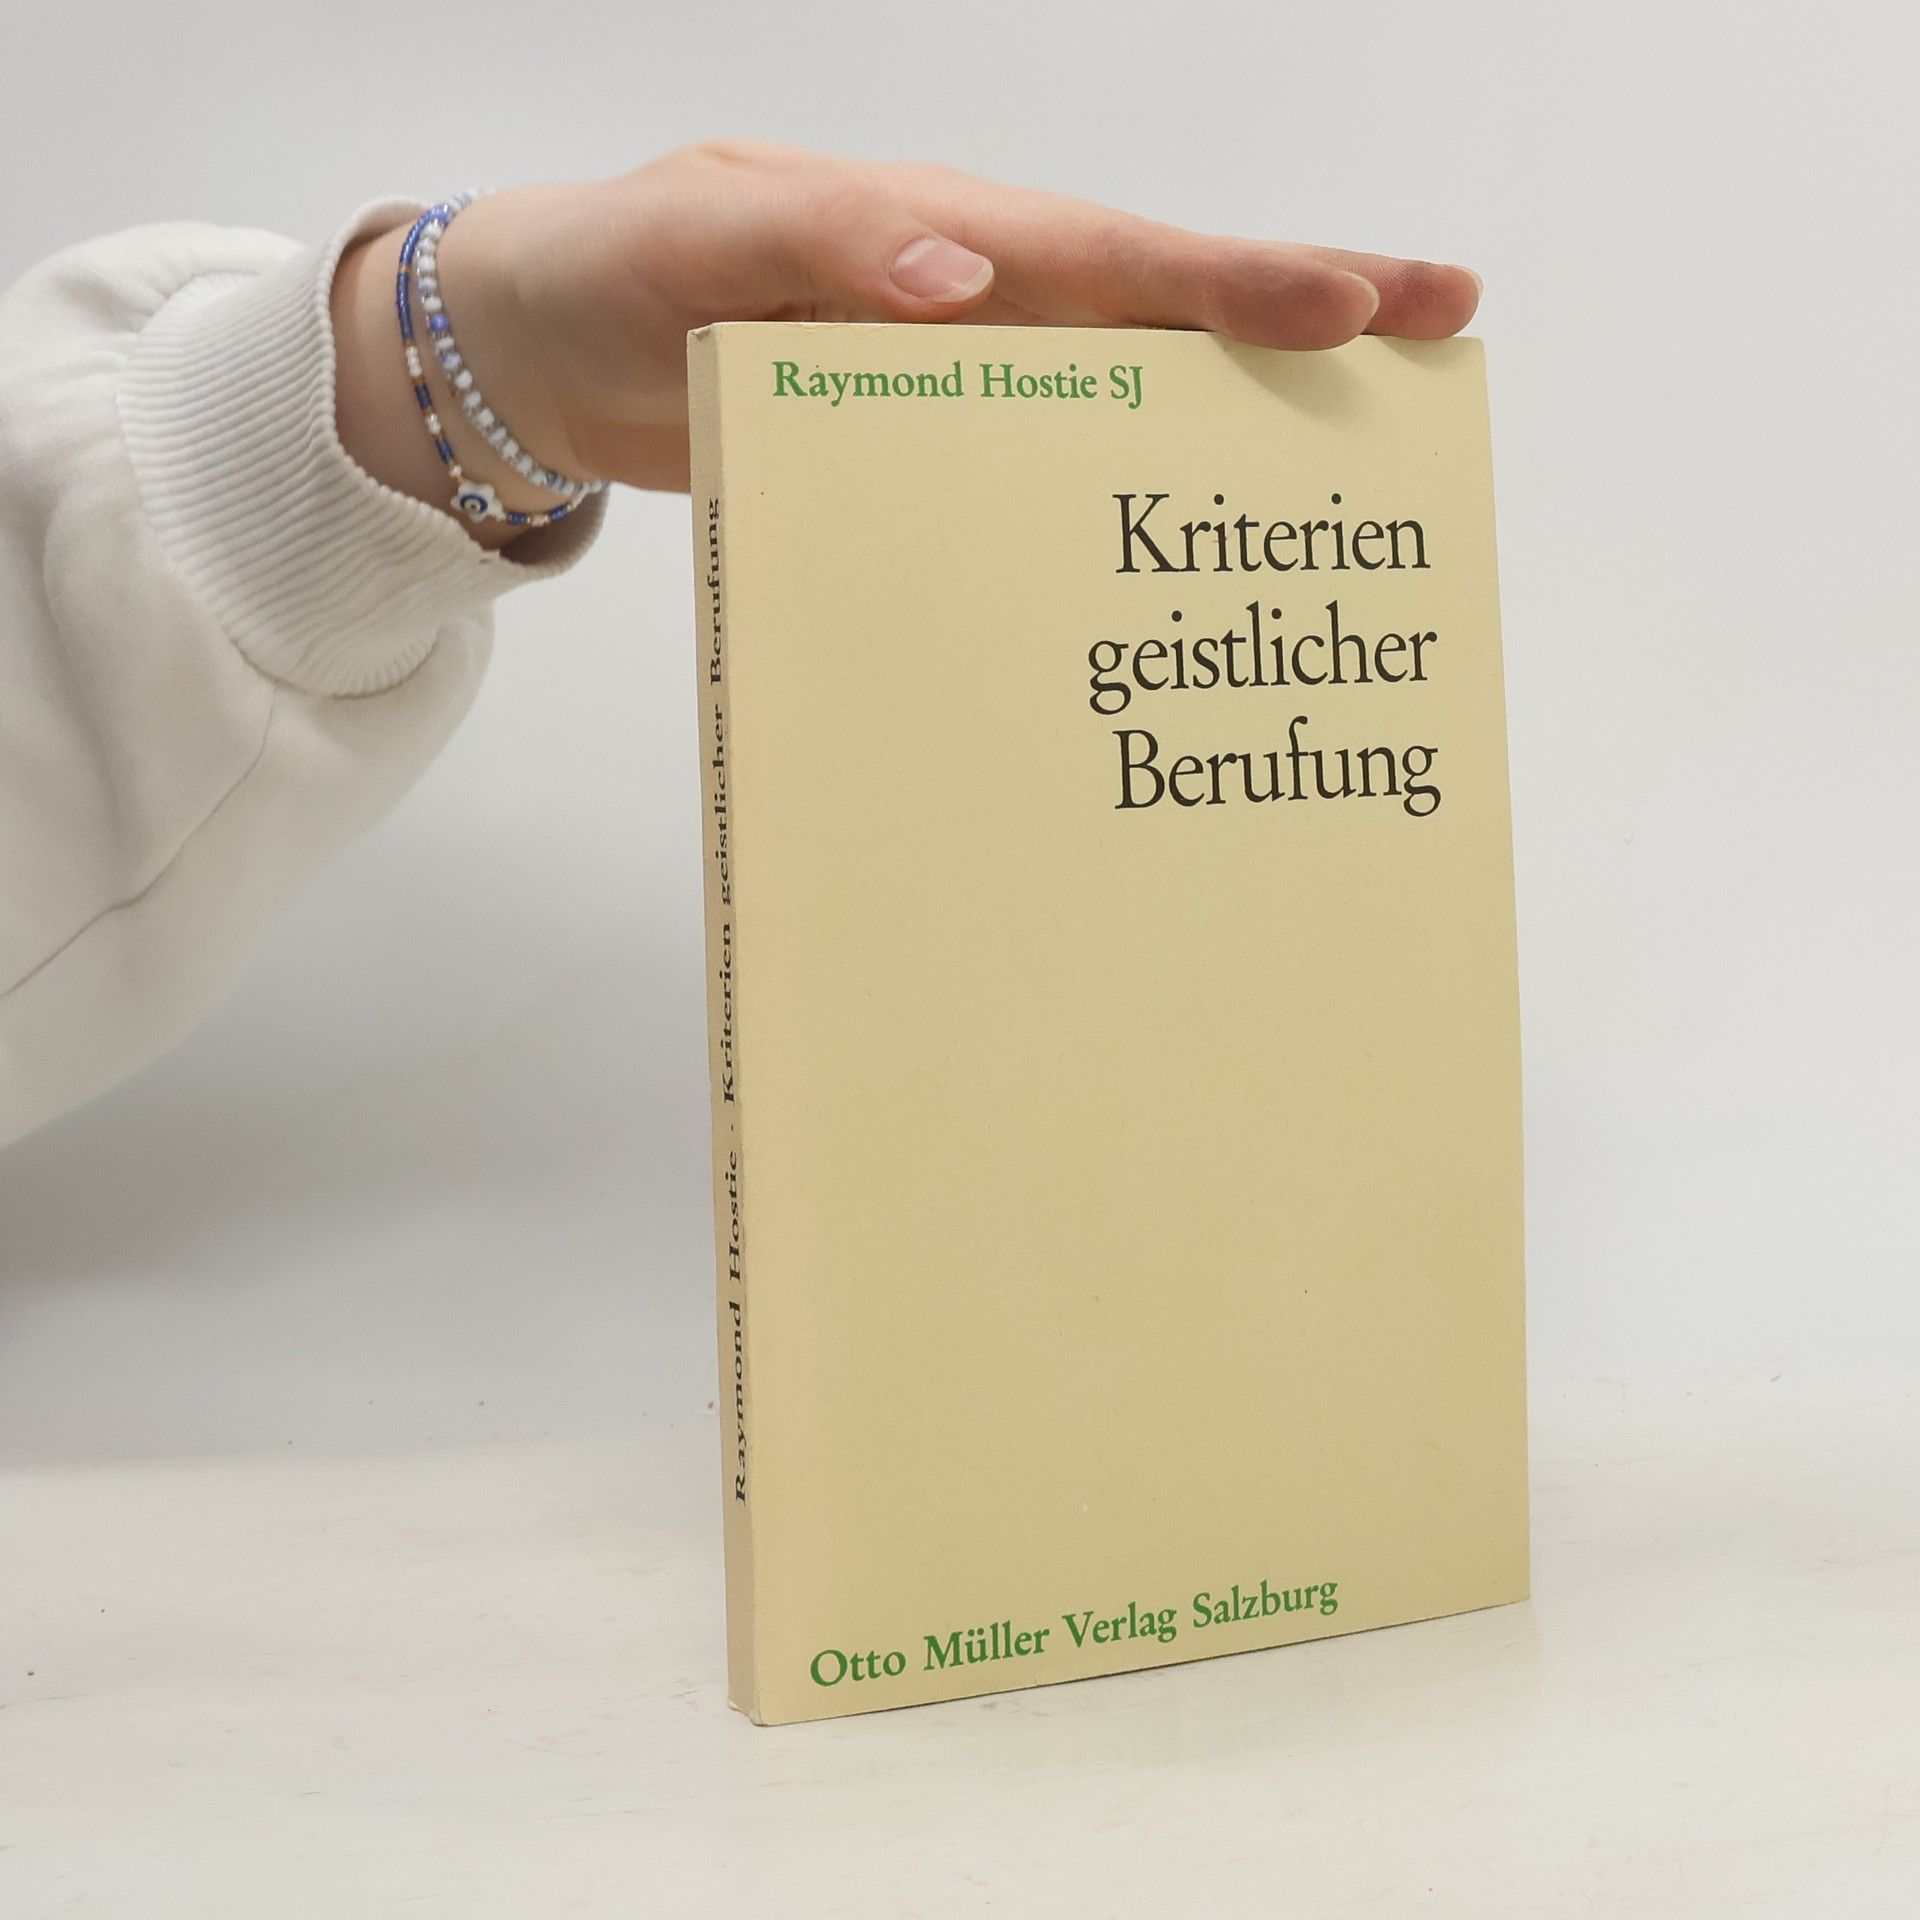 Raymond Hostie SJ
Kriterien
geistlicher
Berufung
Otto Müller Verlag Salzburg
Raymond Hostie · Kriterien geistlicher Berufung